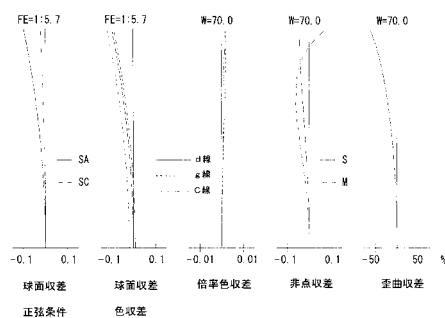 FE=1:5.7 FE=1:5.7 W=70.0 W=70.0 W=70.0
SA d線 S
SC g線 M
C線
-0.1 0.1 -0.1 0.1 -0.01 0.01 -0.1 0.1 -50 50 %
球面収差 球面収差 倍率色収差 非点収差 歪曲収差
正弦条件 色収差